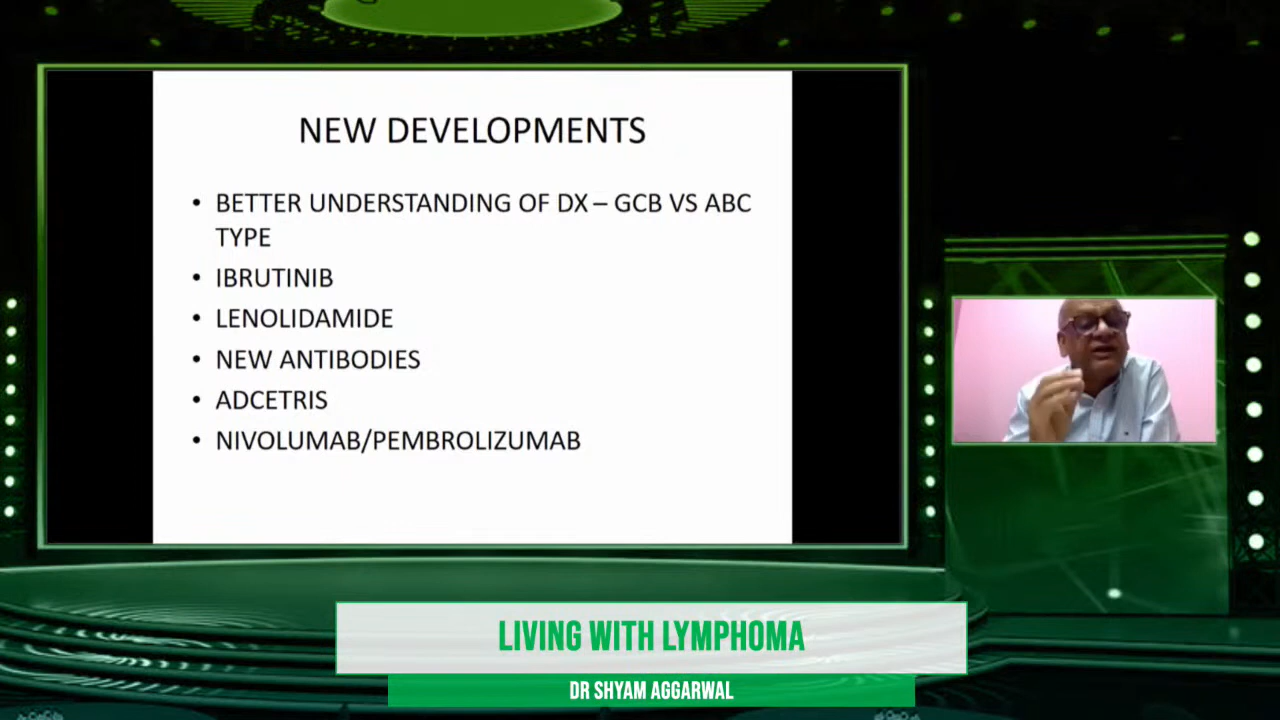 NEW DEVELOPMENTS
• BETTER UNDERSTANDING OF DX – GCB VS ABC
TYPE
• IBRUTINIB
• LENOLIDAMIDE
• NEW ANTIBODIES
• ADCETRIS
• NIVOLUMAB/PEMBROLIZUMAB
LIVING WITH LYMPHOMA
DR SHYAM AGGARWAL